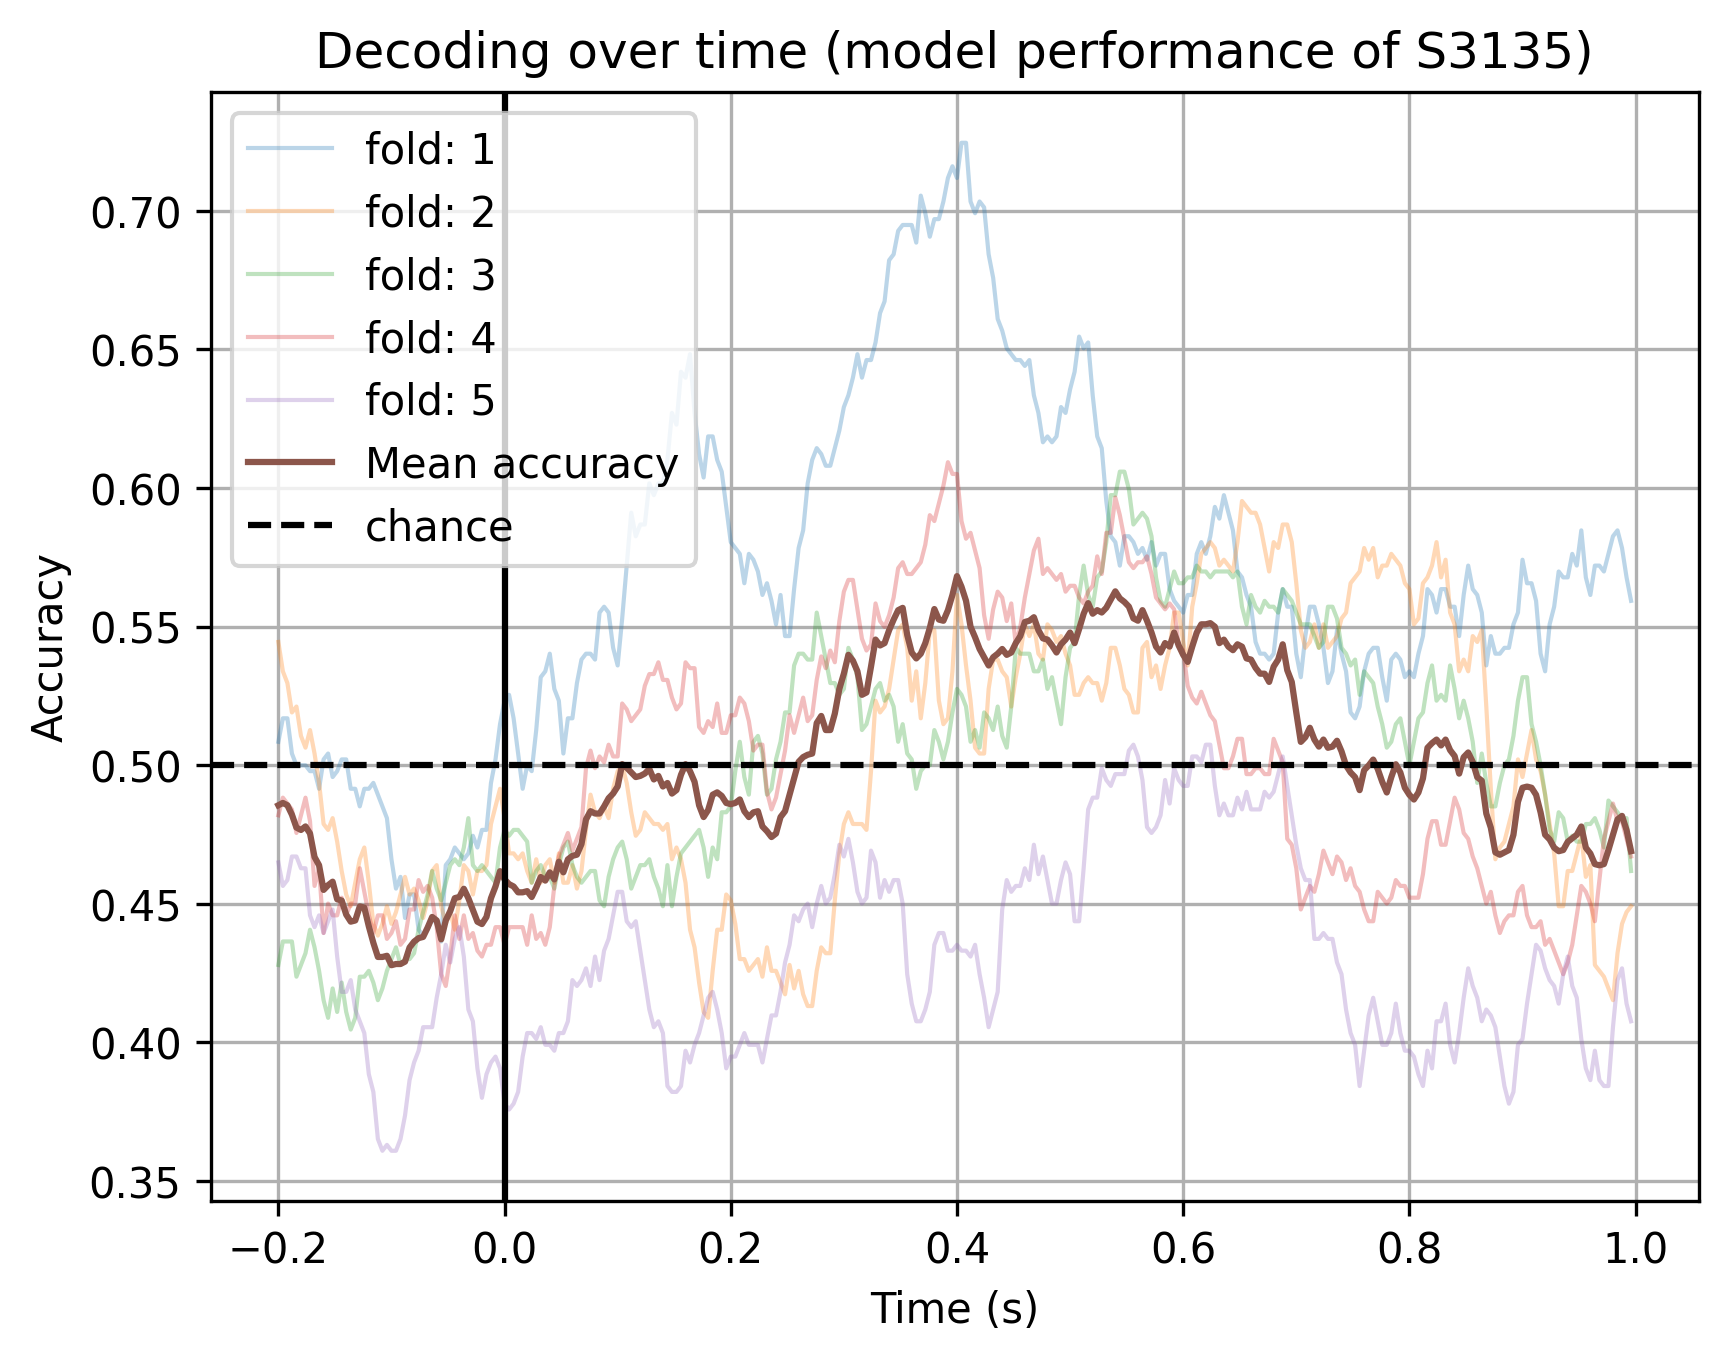 Decoding over time (model performance of S3135)
fold: 1
fold: 2
fold: 3
fold: 4
fold: 5
Mean accuracy
chance
Accuracy
0.70
0.65
0.60
0.55
0.50
0.45
0.40
0.35
−0.2 0.0 0.2 0.4 0.6 0.8 1.0
Time (s)